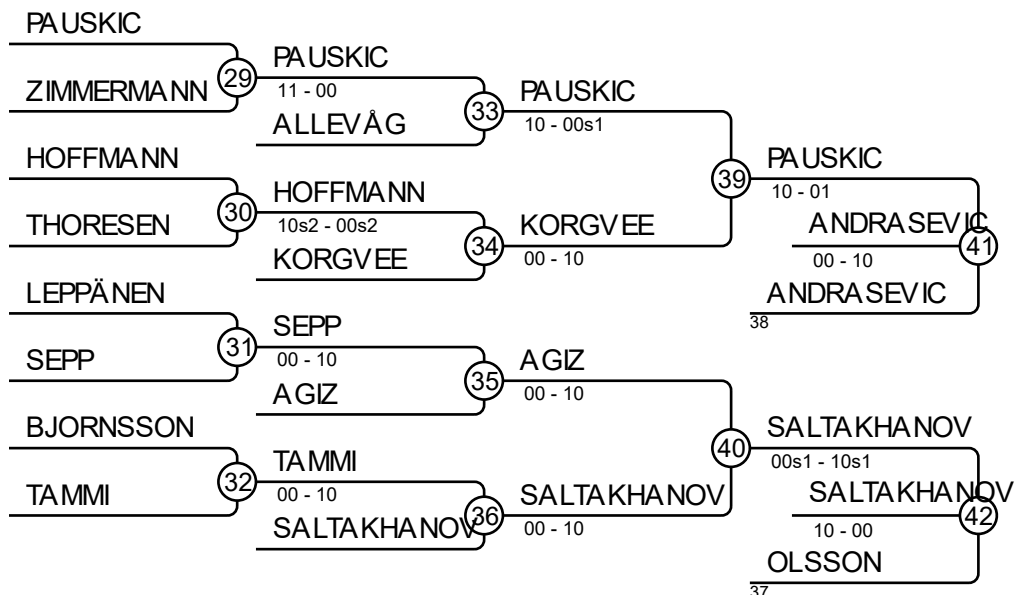 PAUSKIC
ZIMMERMANN
29
PAUSKIC
11 - 00
ALLEVÅG
33
PAUSKIC
10 - 00s1
HOFFMANN
THORESEN
30
HOFFMANN
10s2 - 00s2
KORGVEE
34
KORGVEE
00 - 10
39
PAUSKIC
10 - 01
ANDRASEVIC
00 - 10
41
ANDRASEVIC
38
LEPPÄNEN
SEPP
31
SEPP
00 - 10
AGIZ
35
AGIZ
00 - 10
BJORNSSON
TAMMI
32
TAMMI
00 - 10
SALTAKHANOV
36
SALTAKHANOV
00 - 10
40
SALTAKHANOV
00s1 - 10s1
SALTAKHANOV
10 - 00
42
OLSSON
37